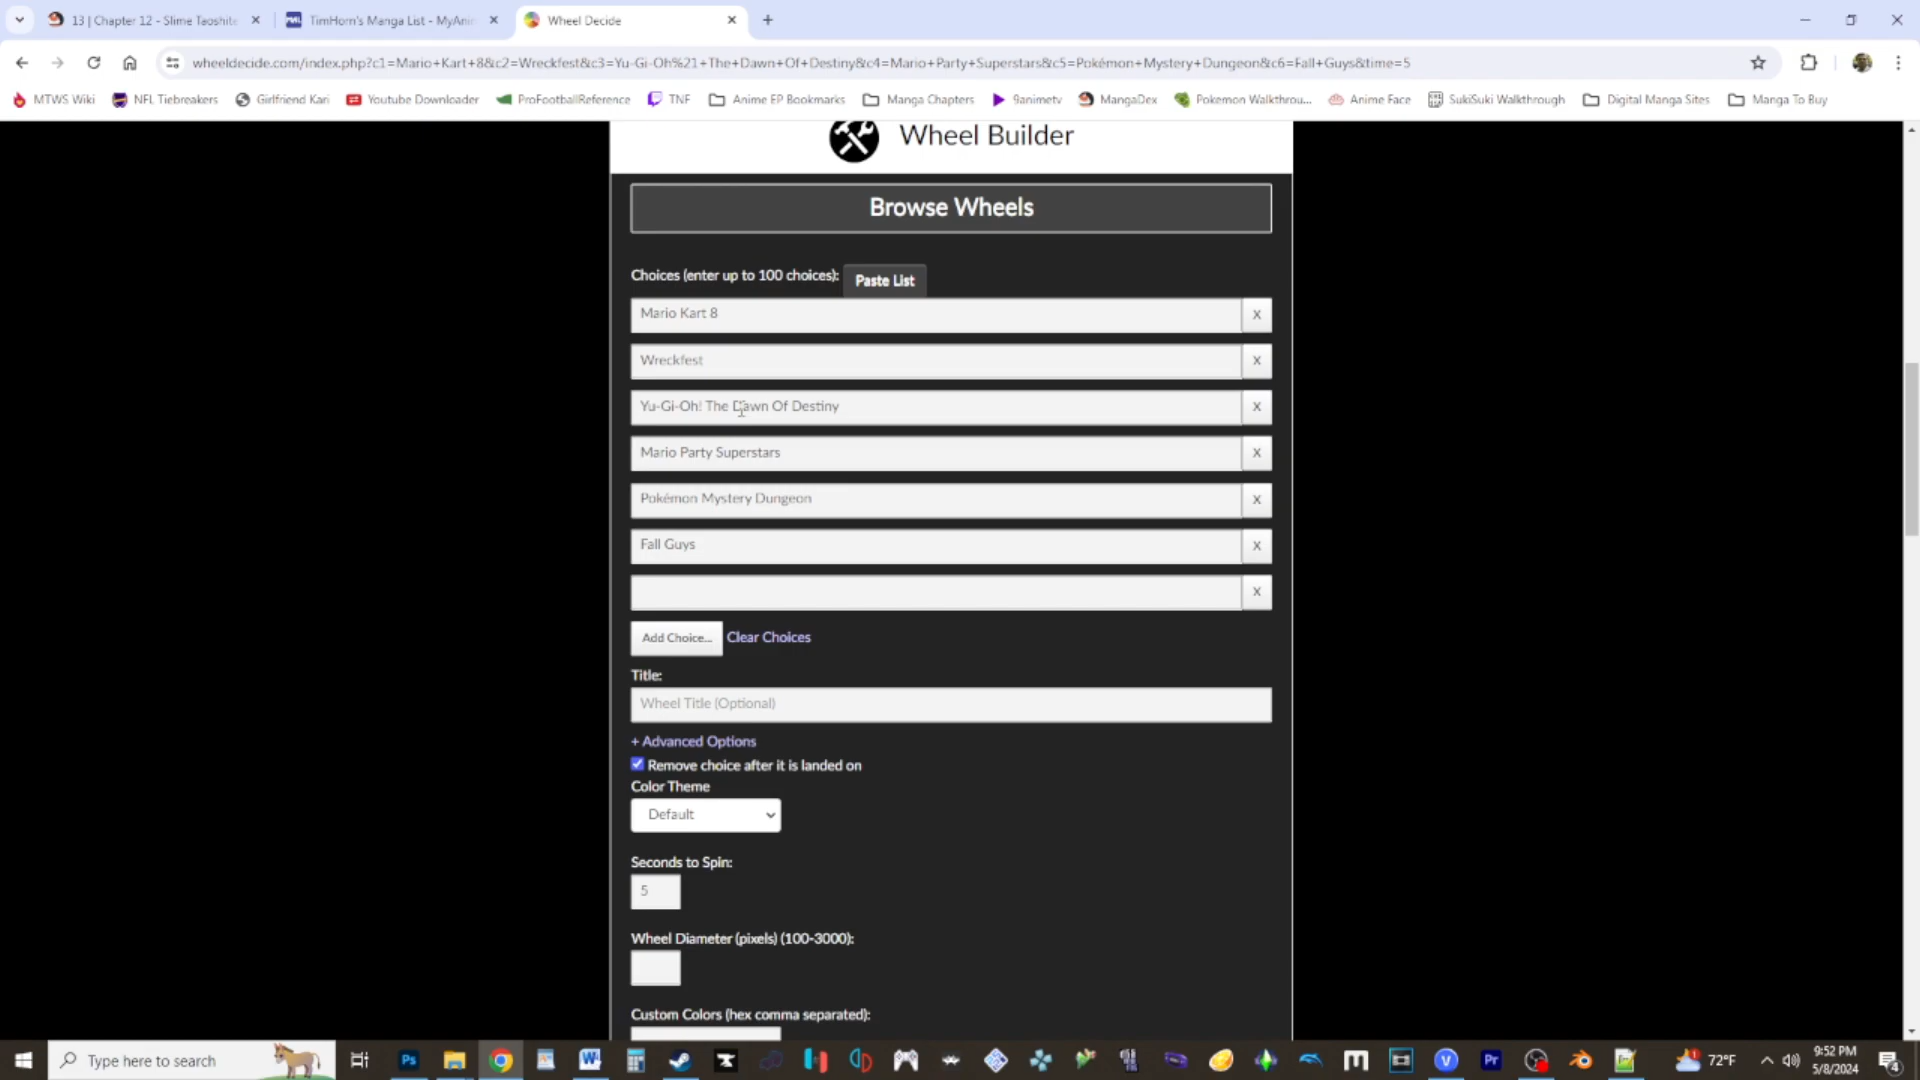 13 | Chapter 12 - Slime Taoshite
TimHorn's Manga List - MyAnim
Wheel Decide
wheeldecide.com/index.php?c1=Mario+Kart+8&c2=Wreckfest&c3=Yu-Gi-Oh%21+The+Dawn+Of+Destiny&c4=Mario+Party+Superstars&c5=Pokémon+Mystery+Dungeon&c6=Fall+Guys&time=5
MTWS Wiki
NFL Tiebreakers
Girlfriend Kari
Youtube Downloader
ProFootballReference
TNF
Anime EP Bookmarks
Manga Chapters
9animetv
MangaDex
Pokemon Walkthrou...
Anime Face
SukiSuki Walkthrough
Digital Manga Sites
Manga To Buy
Wheel Builder
Browse Wheels
Choices (enter up to 100 choices): Paste List
Mario Kart 8 X
Wreckfest X
Yu-Gi-Oh! The Dawn Of Destiny X
Mario Party Superstars X
Pokémon Mystery Dungeon X
Fall Guys X
X
Add Choice... Clear Choices
Title:
Wheel Title (Optional)
+ Advanced Options
Remove choice after it is landed on
Color Theme
Default
Seconds to Spin:
5
Wheel Diameter (pixels) (100-3000):
Custom Colors (hex comma separated):
Type here to search
Ps
Pr
72°F
9:52 PM
5/8/2024
4